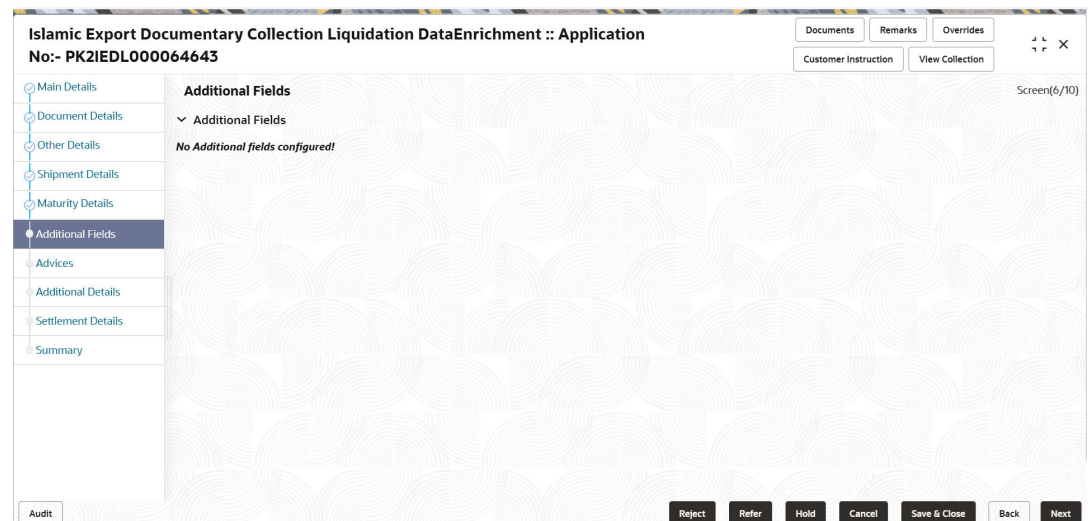 Islamic Export Documentary Collection Liquidation DataEnrichment :: Application
No:- PK2IEDL000064643
Documents
Remarks
Overrides
Customer Instruction
View Collection
Main Details
Document Details
Other Details
Shipment Details
Maturity Details
Additional Fields
Advices
Additional Details
Settlement Details
Summary
Additional Fields
Screen(6/10)
Additional Fields
No Additional fields configured!
Audit
Reject
Refer
Hold
Cancel
Save & Close
Back
Next